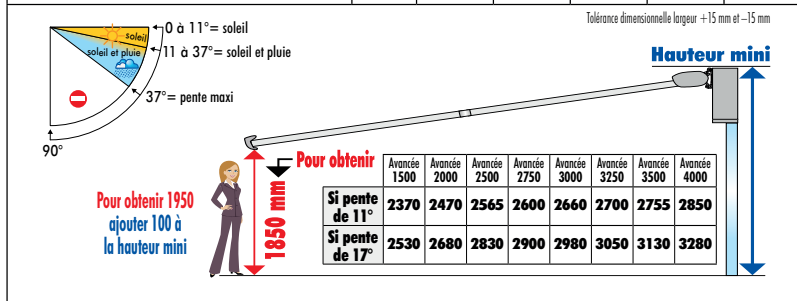 Tolérance dimensionnelle largeur +15 mm et –15 mm
0 à 11°= soleil
soleil
11 à 37°= soleil et pluie
soleil et pluie
37°= pente maxi
90°
Hauteur mini
Pour obtenir 1950
ajouter 100 à
la hauteur mini
1850 mm
Pour obtenir
Avancée 1500 Avancée 2000 Avancée 2500 Avancée 2750 Avancée 3000 Avancée 3250 Avancée 3500 Avancée 4000
Si pente de 11° 2370 2470 2565 2600 2660 2700 2755 2850
Si pente de 17° 2530 2680 2830 2900 2980 3050 3130 3280